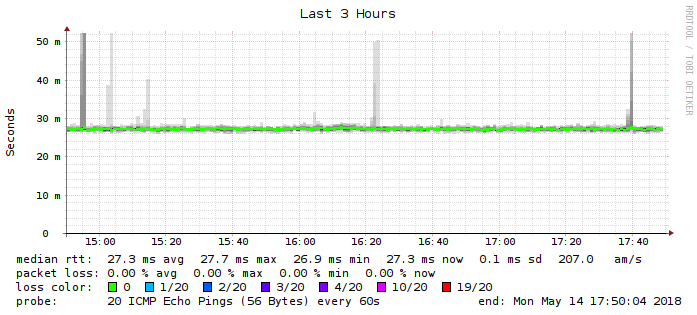 Last 3 Hours
RRDTOOL / TOBI OETIKER
Seconds
50 m
40 m
30 m
20 m
10 m
0
15:00 15:20 15:40 16:00 16:20 16:40 17:00 17:20 17:40
median rtt: 27.3 ms avg 27.7 ms max 26.9 ms min 27.3 ms now 0.1 ms sd 207.0 am/s
packet loss: 0.00 % avg 0.00 % max 0.00 % min 0.00 % now
loss color: 0 1/20 2/20 3/20 4/20 10/20 19/20
probe: 20 ICMP Echo Pings (56 Bytes) every 60s end: Mon May 14 17:50:04 2018